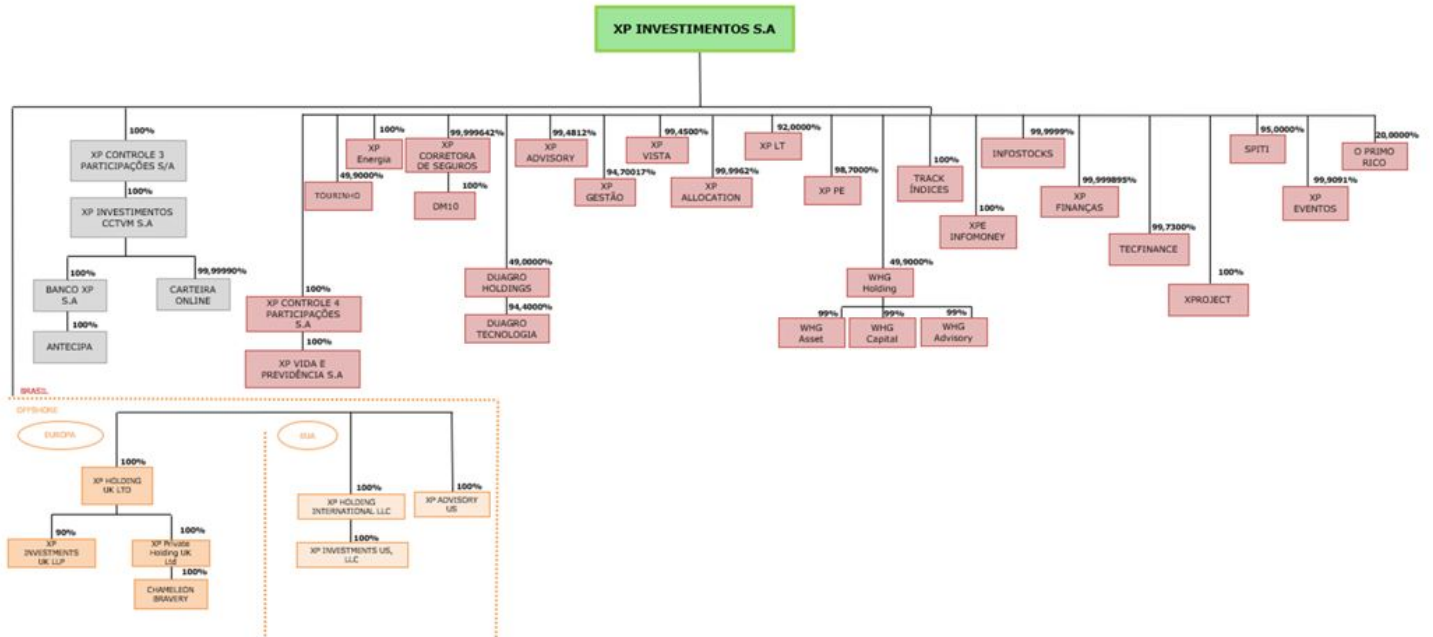 XP INVESTIMENTOS S.A
100%
XP CONTROLE 3
PARTICIPAÇÕES S/A
100%
XP INVESTIMENTOS
CCTVM S.A
100%
BANCO XP
S.A
100%
ANTECIPA
99,99990%
CARTEIRA
ONLINE
100%
XP CONTROLE 4
PARTICIPAÇÕES
S.A
100%
XP VIDA E
PREVIDÊNCIA S.A
49,9000%
TOURINHO
100%
XP
Energia
99,999642%
XP
CORRETORA
DE SEGUROS
100%
DM10
49,0000%
DUAGRO
HOLDINGS
94,4000%
DUAGRO
TECNOLOGIA
99,4812%
XP
ADVISORY
94,70017%
XP
GESTÃO
99,4500%
XP
VISTA
99,9962%
XP
ALLOCATION
92,0000%
XP LT
98,7000%
XP PE
49,9000%
WHG
Holding
99%
WHG
Asset
99%
WHG
Capital
99%
WHG
Advisory
100%
TRACK
ÍNDICES
100%
XPE
INFOMONEY
99,9999%
INFOSTOCKS
99,999895%
XP
FINANÇAS
99,7300%
TECFINANCE
100%
XPROJECT
95,0000%
SPITI
99,9091%
XP
EVENTOS
20,0000%
O PRIMO
RICO
BRASIL
OFFSHORE
EUROPA
100%
XP HOLDING
UK LTD
90%
XP
INVESTMENTS
UK LLP
100%
XP Private
Holding UK
Ltd
100%
CHAMELION
BRAVERY
EUA
100%
XP HOLDING
INTERNATIONAL LLC
100%
XP INVESTMENTS US,
LLC
100%
XP ADVISORY
US